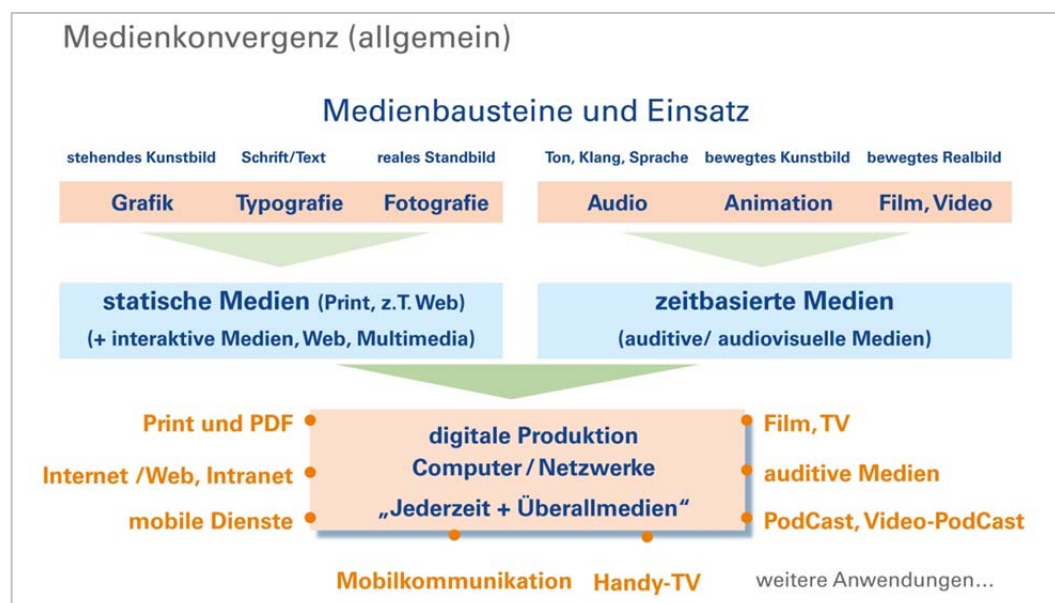 Medienkonvergenz (allgemein)
Medienbausteine und Einsatz
stehendes Kunstbild Schrift/Text reales Standbild
Grafik Typografie Fotografie
Ton, Klang, Sprache bewegtes Kunstbild bewegtes Realbild
Audio Animation Film, Video
statische Medien (Print, z.T. Web)
(+ interaktive Medien, Web, Multimedia)
zeitbasierte Medien
(auditive/ audiovisuelle Medien)
Print und PDF
Internet /Web, Intranet
mobile Dienste
digitale Produktion
Computer / Netzwerke
„Jederzeit + Überallmedien“
Film, TV
auditive Medien
PodCast, Video-PodCast
Mobilkommunikation Handy-TV weitere Anwendungen...